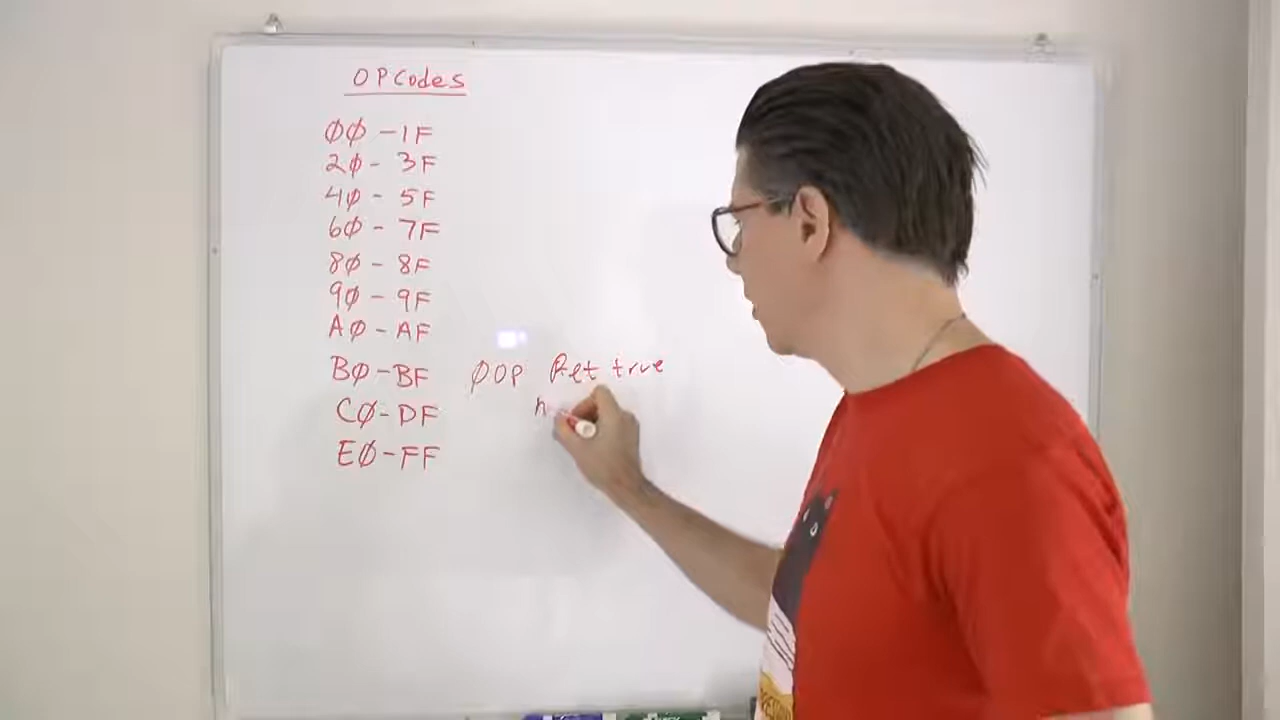 OPCodes
ØØ - 1F
2Ø - 3F
4Ø - 5F
6Ø - 7F
8Ø - 8F
9Ø - 9F
AØ - AF
BØ - BF ØOP Ret true
CØ - DF
EØ - FF